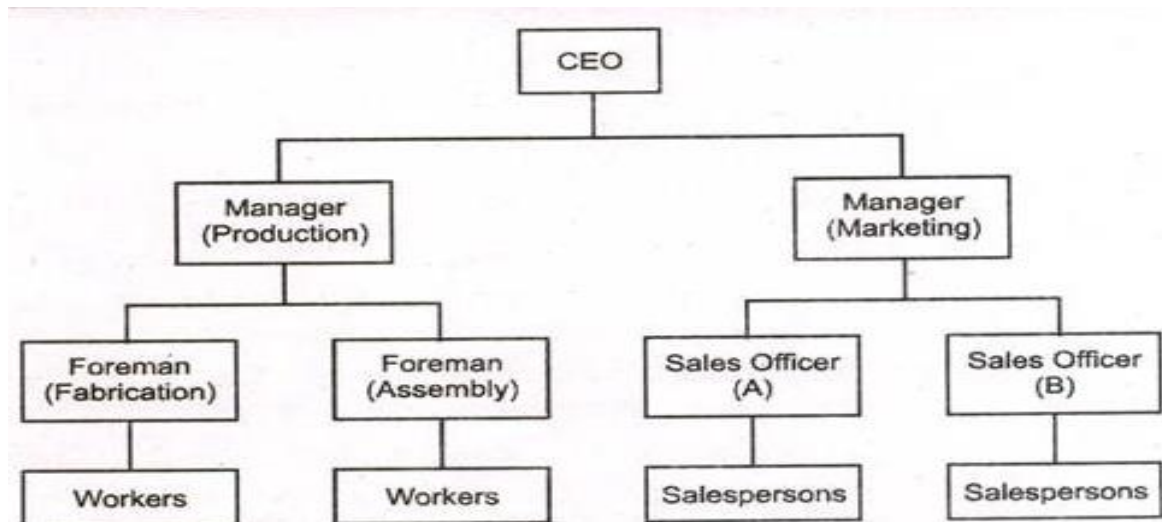 CEO
Manager
(Production)
Manager
(Marketing)
Foreman
(Fabrication)
Foreman
(Assembly)
Sales Officer
(A)
Sales Officer
(B)
Workers
Workers
Salespersons
Salespersons